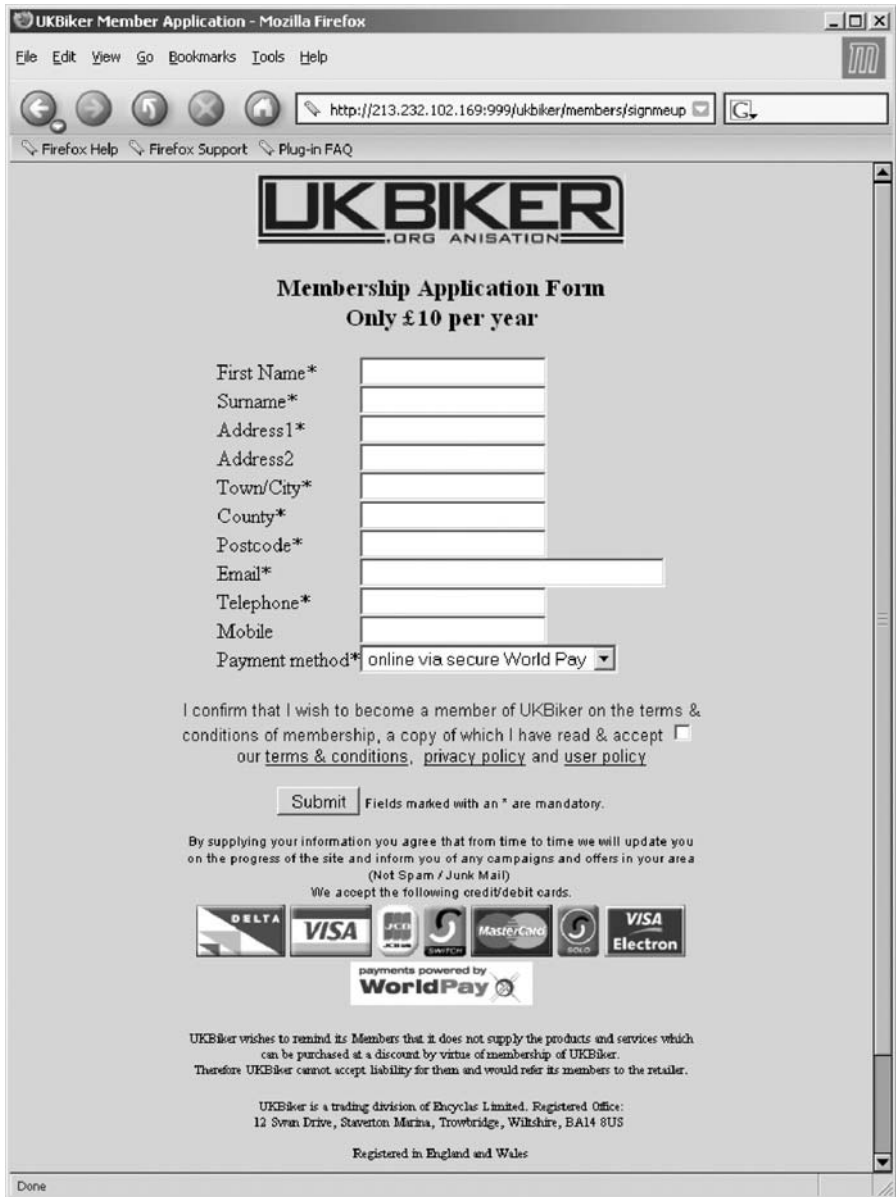 UKBiker Member Application - Mozilla Firefox
File Edit View Go Bookmarks Tools Help
http://213.232.102.169:999/ukbiker/members/signmeup
G
Firefox Help Firefox Support Plug-in FAQ
UKBIKER
.ORG ANISATION
Membership Application Form
Only £10 per year
First Name*
Surname*
Address1*
Address2
Town/City*
County*
Postcode*
Email*
Telephone*
Mobile
Payment method* online via secure World Pay
I confirm that I wish to become a member of UKBiker on the terms &
conditions of membership, a copy of which I have read & accept
our terms & conditions, privacy policy and user policy
Submit Fields marked with an * are mandatory.
By supplying your information you agree that from time to time we will update you
on the progress of the site and inform you of any campaigns and offers in your area
(Not Spam / Junk Mail)
We accept the following credit/debit cards.
DELTA VISA JCB SWITCH MasterCard SOLO VISA Electron
payments powered by
WorldPay
UKBiker wishes to remind its Members that it does not supply the products and services which
can be purchased at a discount by virtue of membership of UKBiker.
Therefore UKBiker cannot accept liability for them and would refer its members to the retailer.
UKBiker is a trading division of Encyclas Limited. Registered Office:
12 Swan Drive, Staverton Marina, Trowbridge, Wiltshire, BA14 8US
Registered in England and Wales
Done